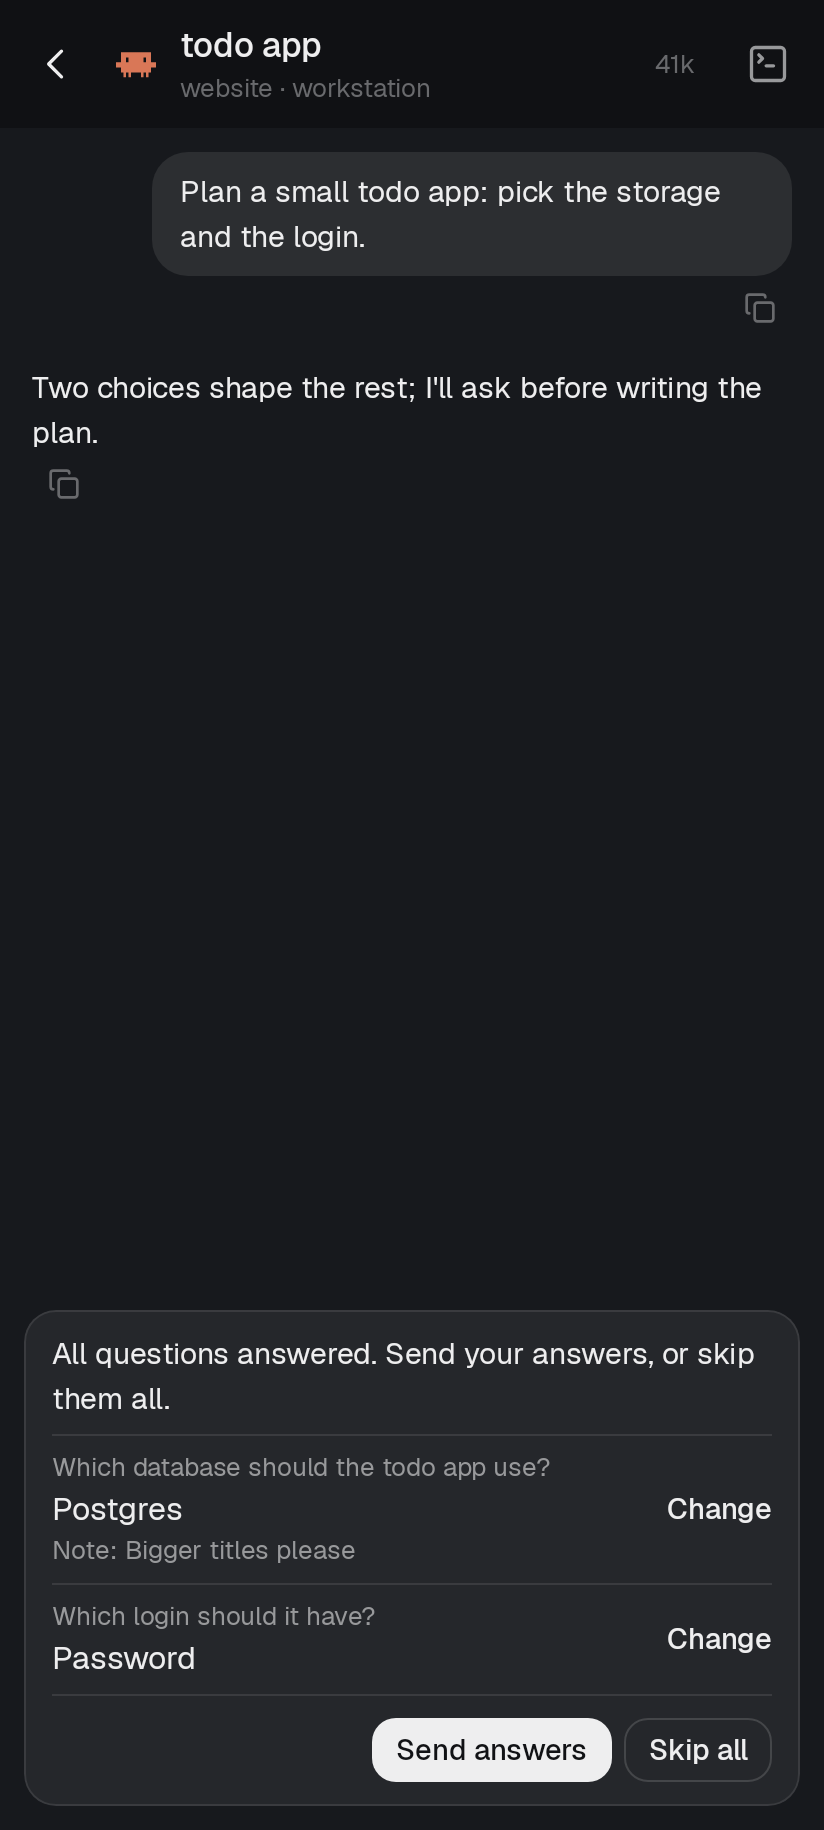 todo app
website · workstation
41k
Plan a small todo app: pick the storage
and the login.
Two choices shape the rest; I'll ask before writing the
plan.
All questions answered. Send your answers, or skip
them all.
Which database should the todo app use?
Postgres
Change
Note: Bigger titles please
Which login should it have?
Password
Change
Send answers
Skip all